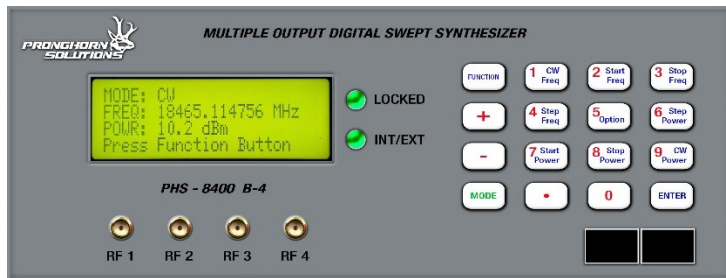 PRONGHORN
SOLUTIONS
MULTIPLE OUTPUT DIGITAL SWEPT SYNTHESIZER
MODE: CW
FREQ: 18465.114756 MHz
POWR: 10.2 dBm
Press Function Button
LOCKED
INT/EXT
PHS - 8400 B-4
RF 1
RF 2
RF 3
RF 4
FUNCTION
1 CW
Freq
2 Start
Freq
3 Stop
Freq
+
4 Step
Freq
5 Option
6 Step
Power
-
7 Start
Power
8 Stop
Power
9 CW
Power
MODE
•
0
ENTER